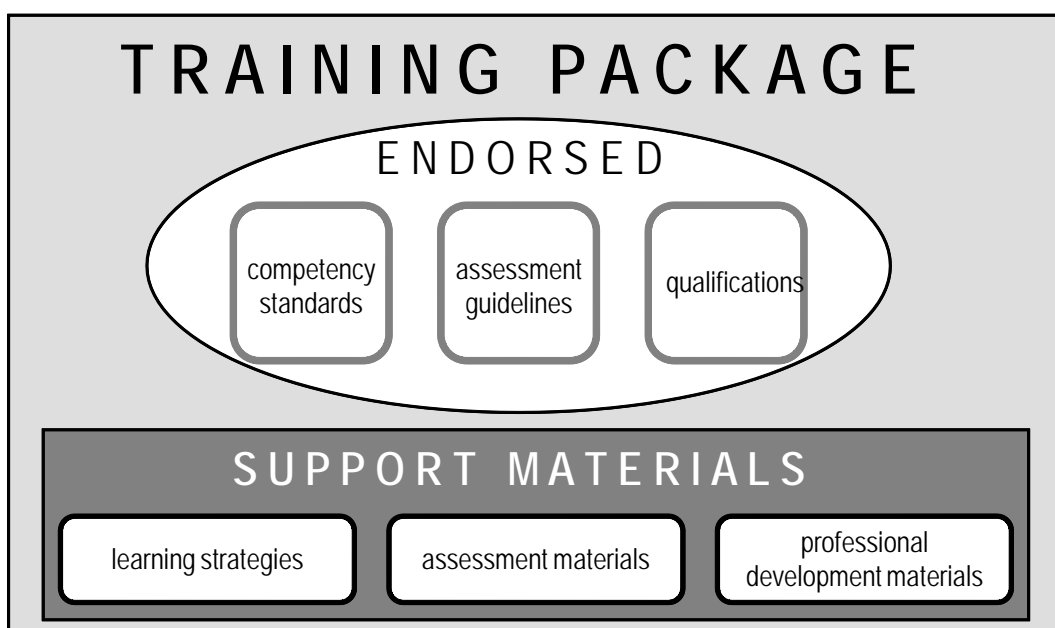 TRAINING PACKAGE
ENDORSED
competency
standards
assessment
guidelines
qualifications
SUPPORT MATERIALS
learning strategies
assessment materials
professional
development materials